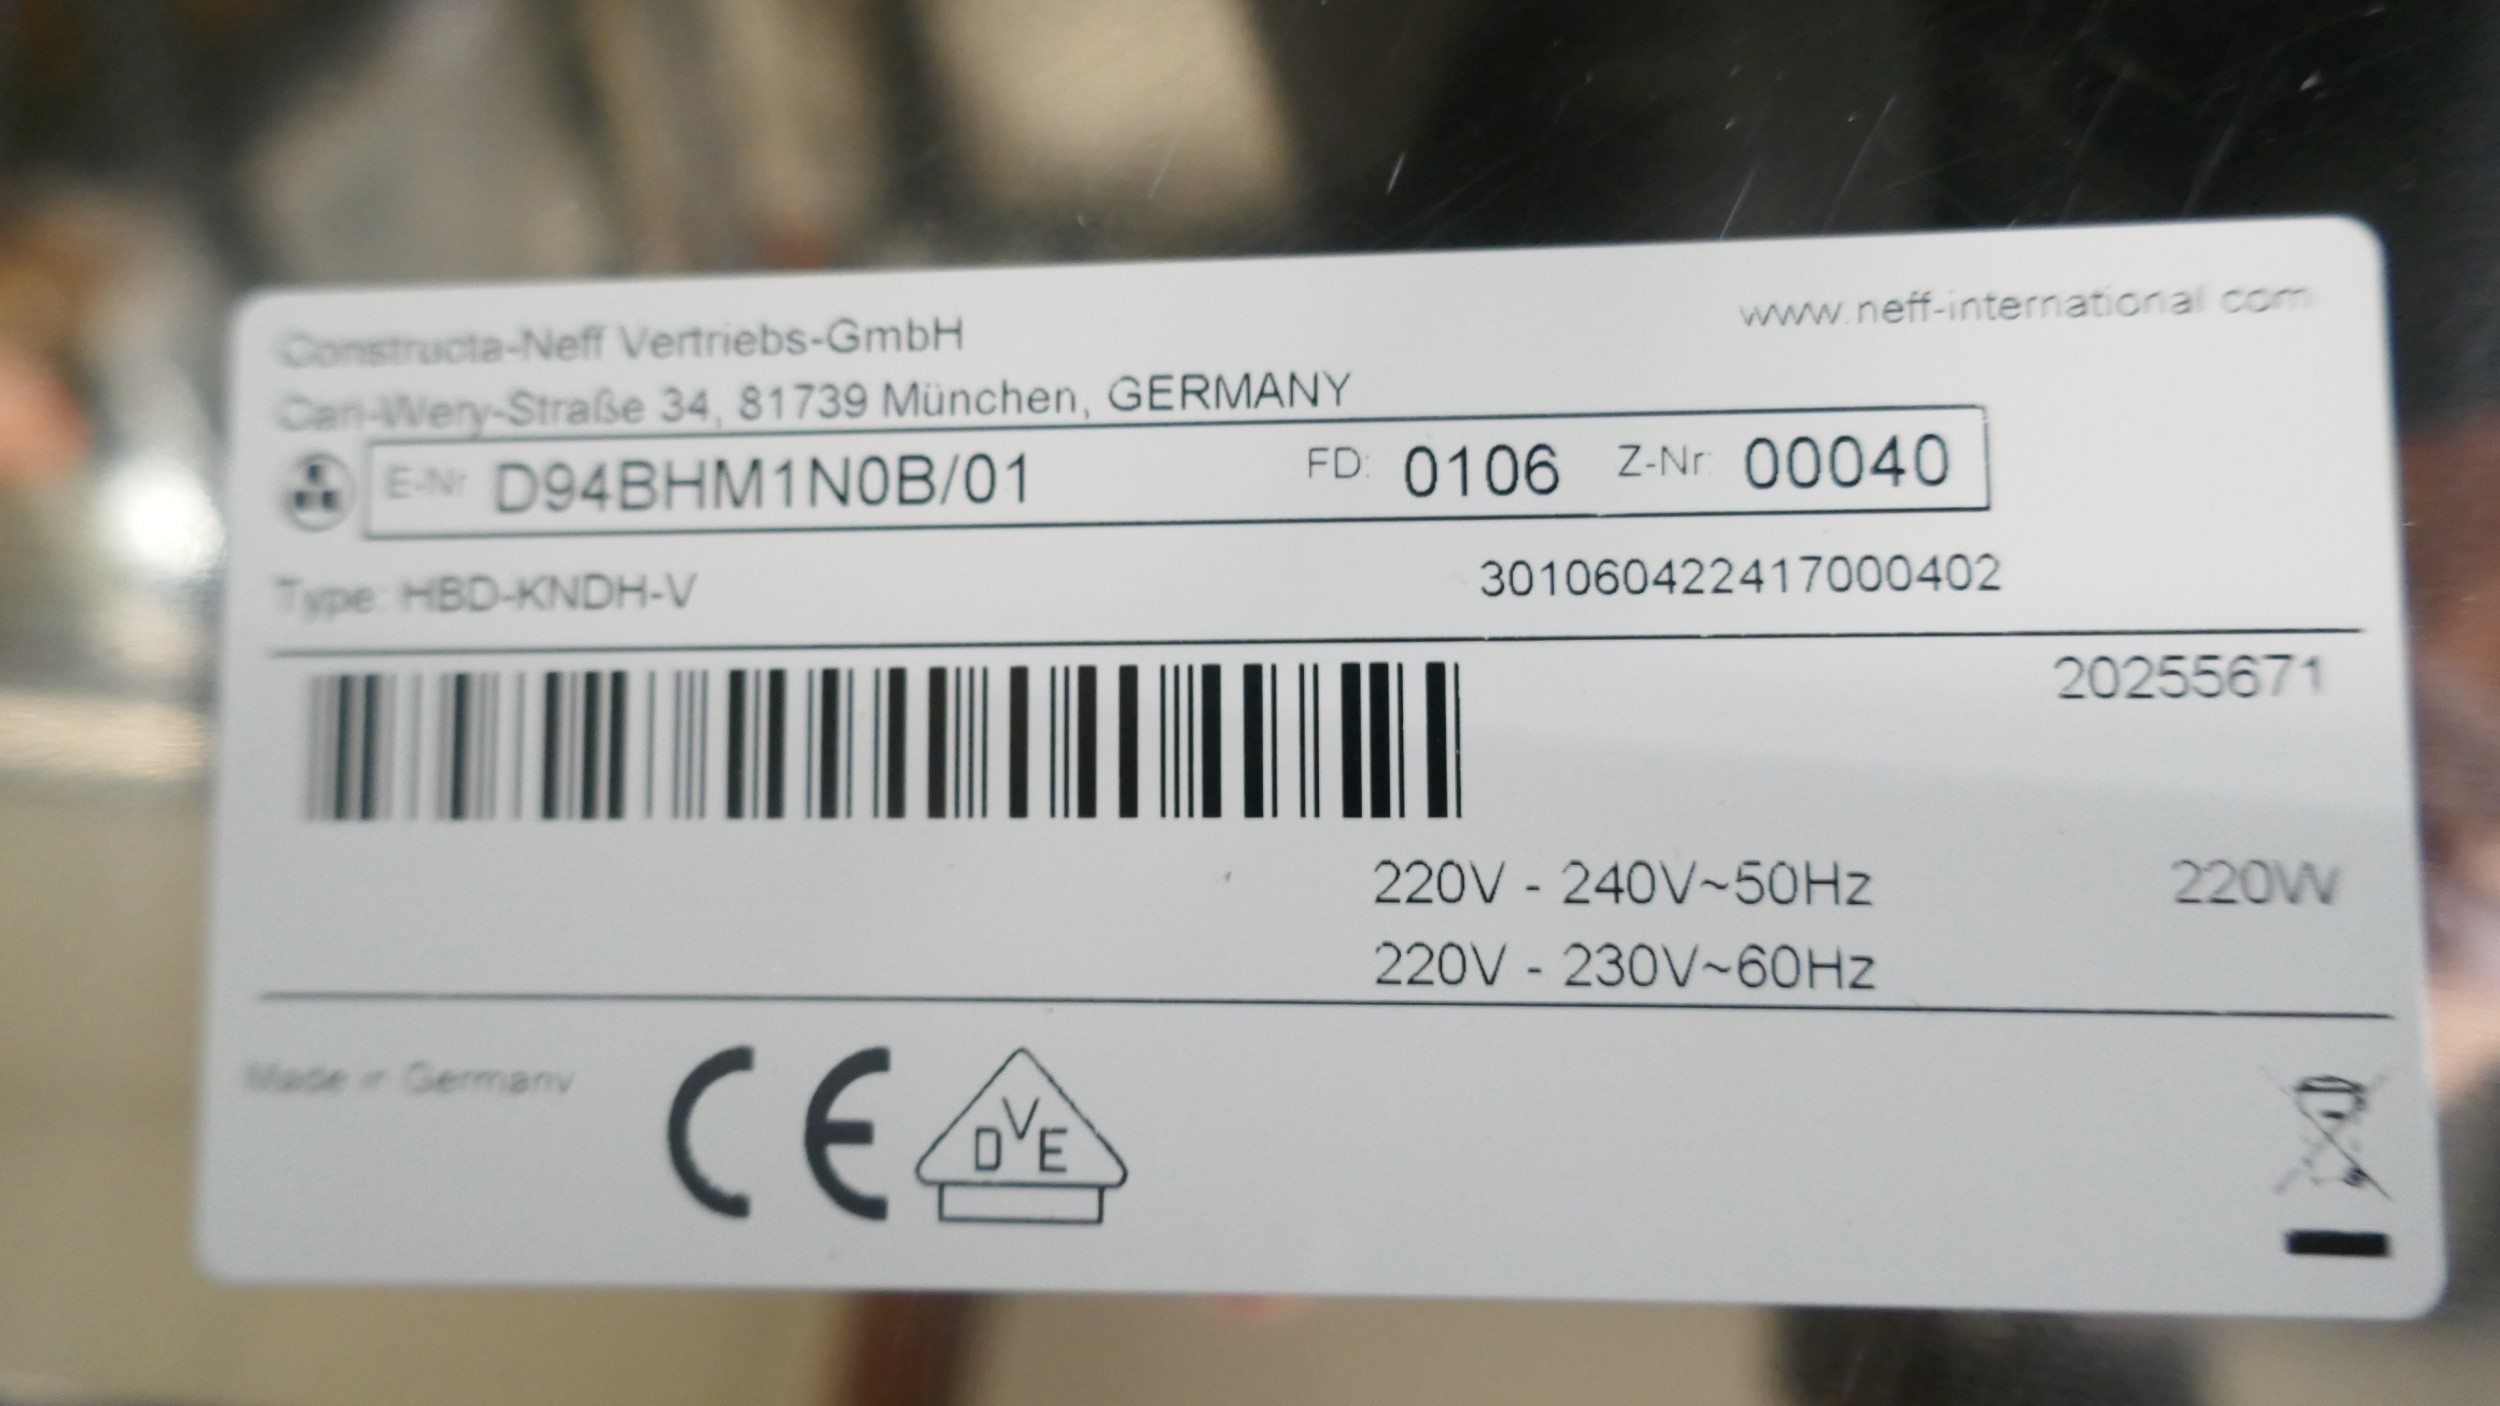 Constructa-Neff Vertriebs-GmbH
www.neff-international.com
Carl-Wery-Straße 34, 81739 München, GERMANY
E-Nr D94BHM1N0B/01 FD: 0106 Z-Nr: 00040
Type: HBD-KNDH-V 301060422417000402
20255671
220V - 240V~50Hz 220W
220V - 230V~60Hz
Made in Germany
CE
DVE